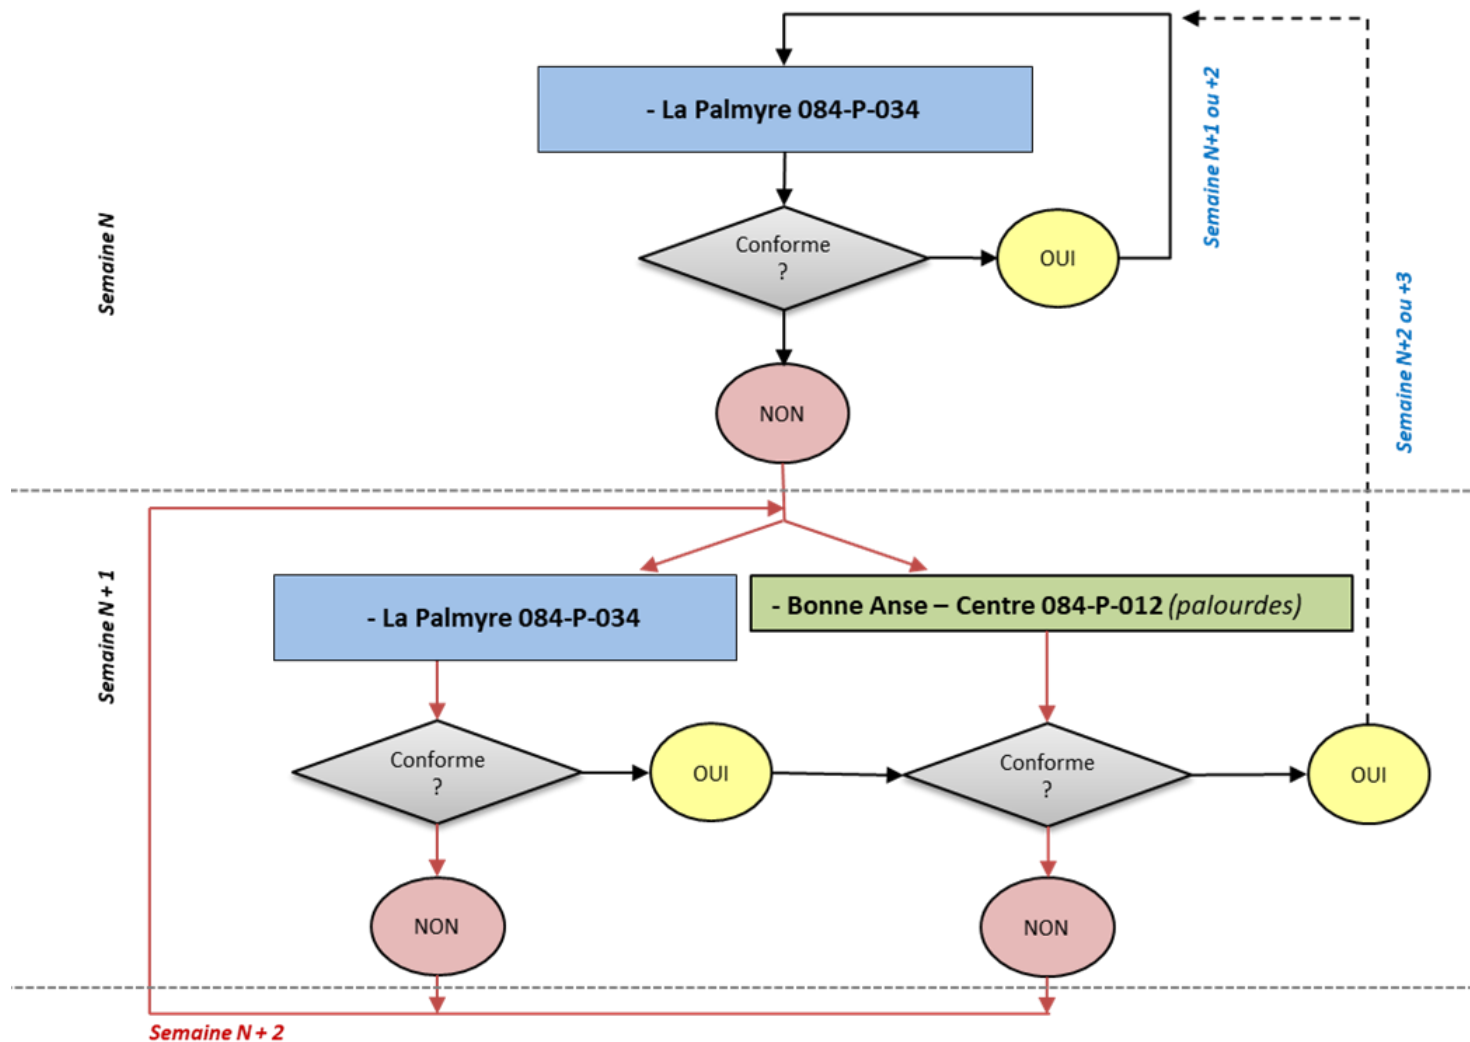 - La Palmyre 084-P-034
Semaine N+1 ou +2
Semaine N
Conforme
?
OUI
Semaine N+2 ou +3
NON
Semaine N + 1
- La Palmyre 084-P-034
- Bonne Anse – Centre 084-P-012 (palourdes)
Conforme
?
OUI
Conforme
?
OUI
NON
NON
Semaine N + 2